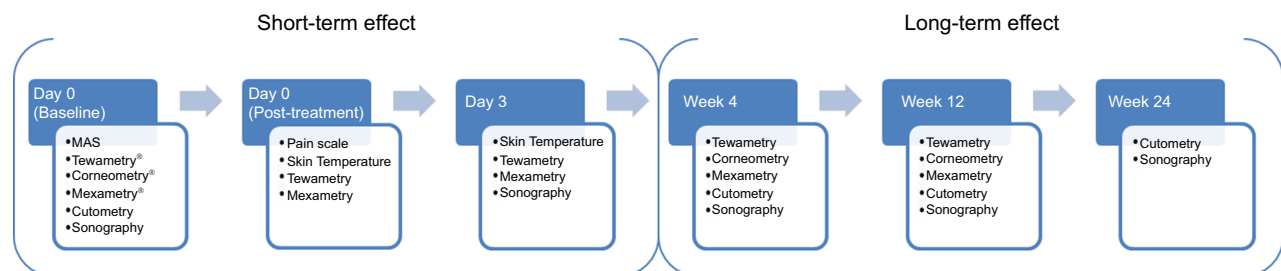 Short-term effect
Long-term effect
Day 0
(Baseline)
•MAS
•Tewametry®
•Corneometry®
•Mexametry®
•Cutometry
•Sonography
Day 0
(Post-treatment)
•Pain scale
•Skin Temperature
•Tewametry
•Mexametry
Day 3
•Skin Temperature
•Tewametry
•Mexametry
•Sonography
Week 4
•Tewametry
•Corneometry
•Mexametry
•Cutometry
•Sonography
Week 12
•Tewametry
•Corneometry
•Mexametry
•Cutometry
•Sonography
Week 24
•Cutometry
•Sonography